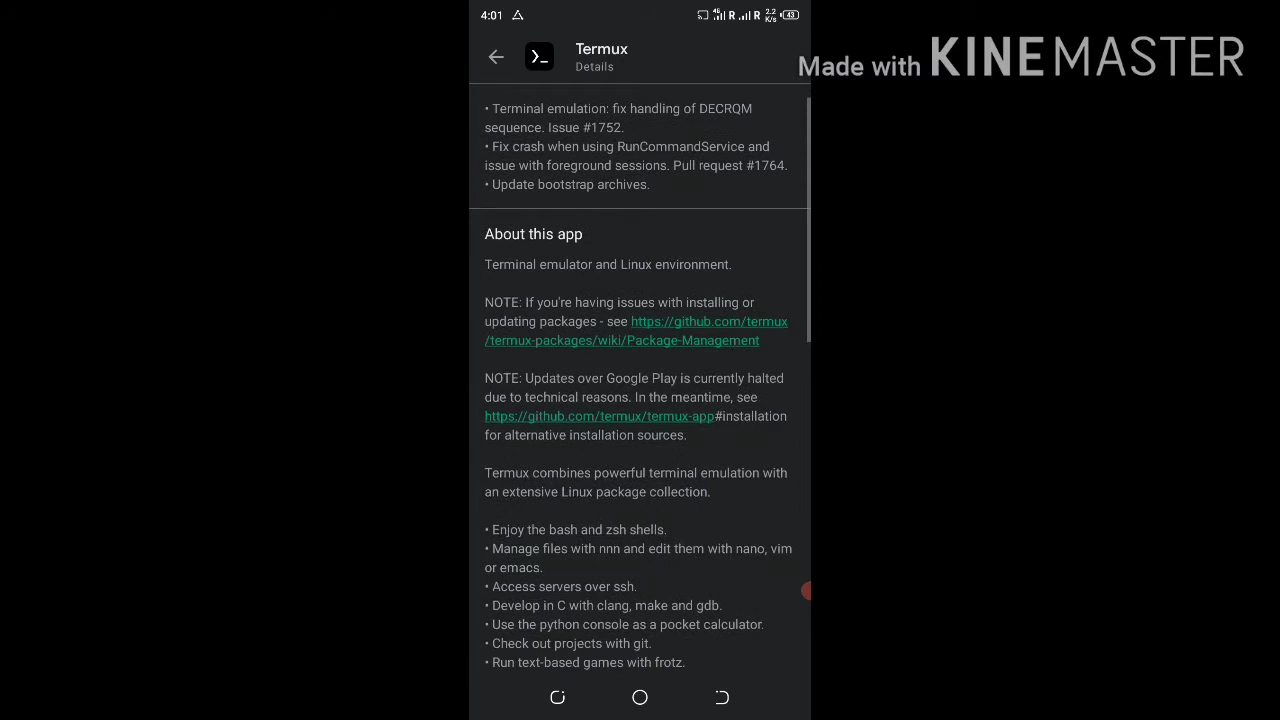 4:01
4G R R 2.2 K/s 43
Termux
Details
Made with KINEMASTER
• Terminal emulation: fix handling of DECRQM
sequence. Issue #1752.
• Fix crash when using RunCommandService and
issue with foreground sessions. Pull request #1764.
• Update bootstrap archives.
About this app
Terminal emulator and Linux environment.
NOTE: If you're having issues with installing or
updating packages - see https://github.com/termux
/termux-packages/wiki/Package-Management
NOTE: Updates over Google Play is currently halted
due to technical reasons. In the meantime, see
https://github.com/termux/termux-app#installation
for alternative installation sources.
Termux combines powerful terminal emulation with
an extensive Linux package collection.
• Enjoy the bash and zsh shells.
• Manage files with nnn and edit them with nano, vim
or emacs.
• Access servers over ssh.
• Develop in C with clang, make and gdb.
• Use the python console as a pocket calculator.
• Check out projects with git.
• Run text-based games with frotz.